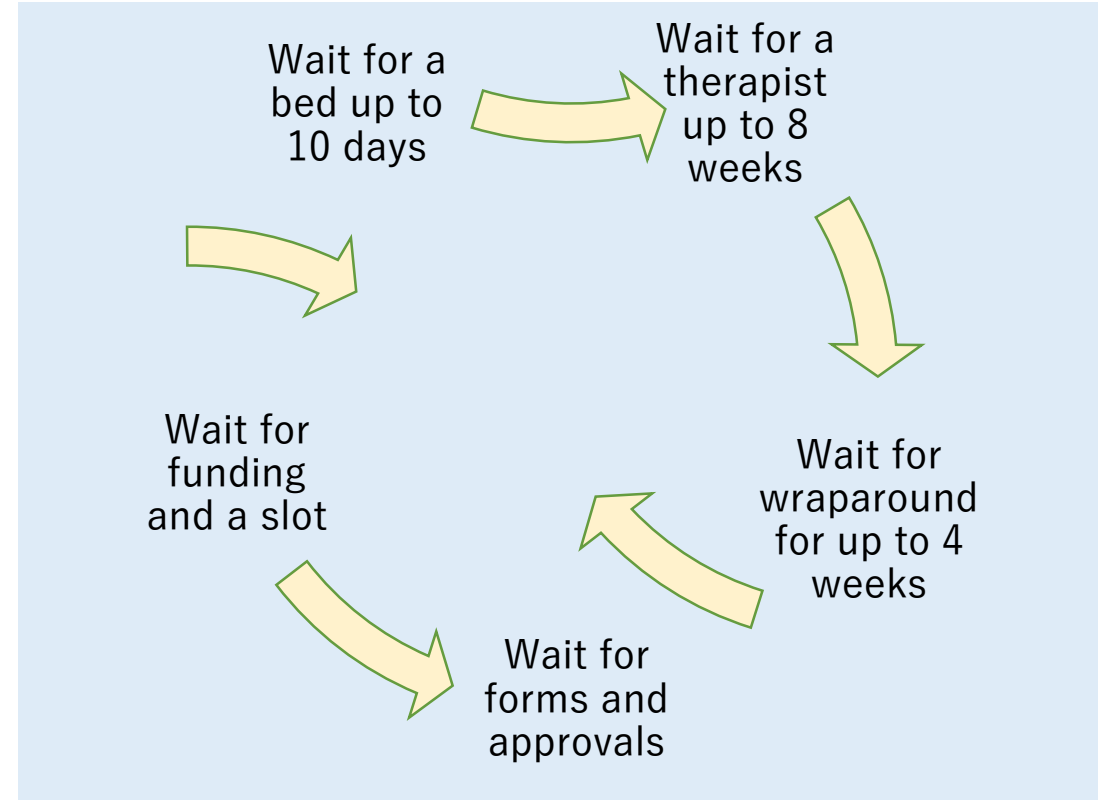 Wait for a
bed up to
10 days
Wait for a
therapist
up to 8
weeks
Wait for
wraparound
for up to 4
weeks
Wait for
forms and
approvals
Wait for
funding
and a slot